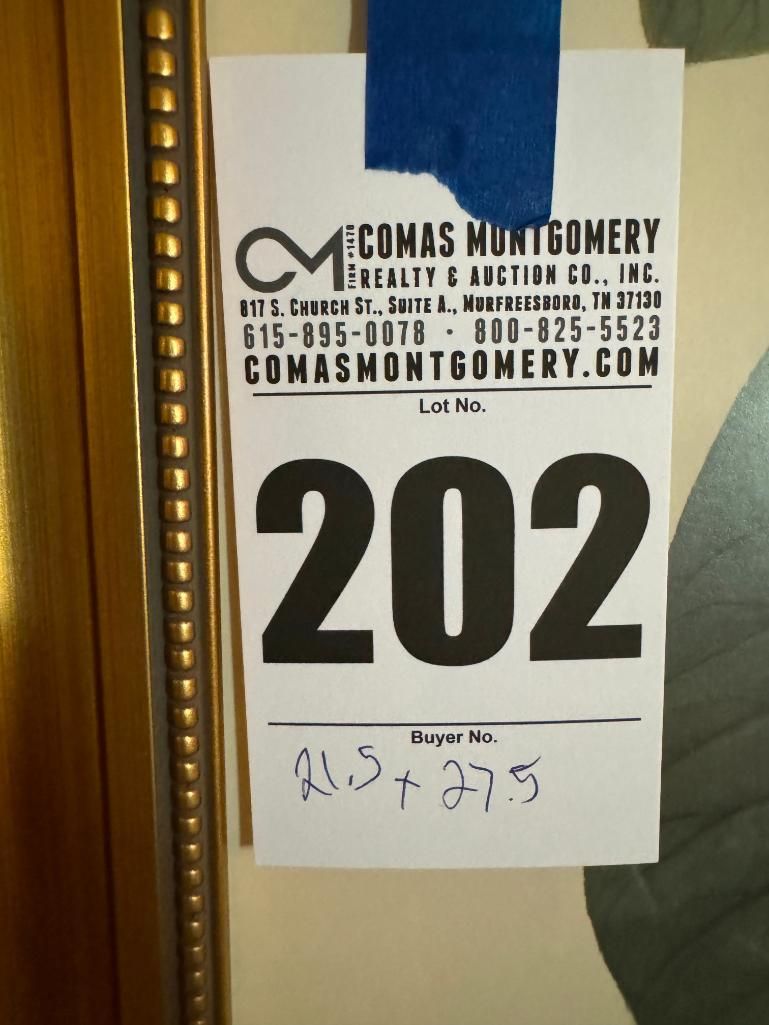 CM FIRM #1478 COMAS MONTGOMERY
REALTY & AUCTION CO., INC.
817 S. CHURCH ST., SUITE A., MURFREESBORO, TN 37130
615-895-0078 · 800-825-5523
COMASMONTGOMERY.COM
Lot No.
202
Buyer No.
21.5 x 27.5